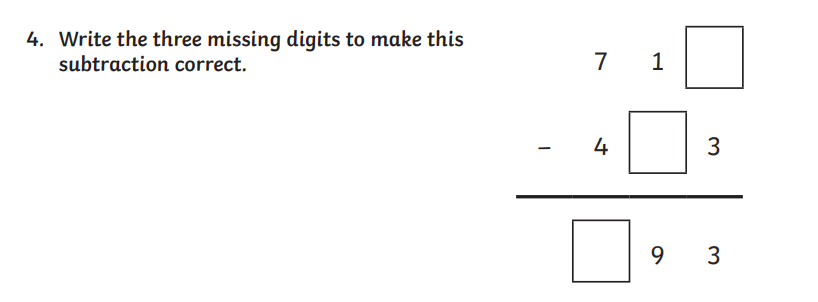 4. Write the three missing digits to make this
subtraction correct.
7 1
– 4 3
9 3